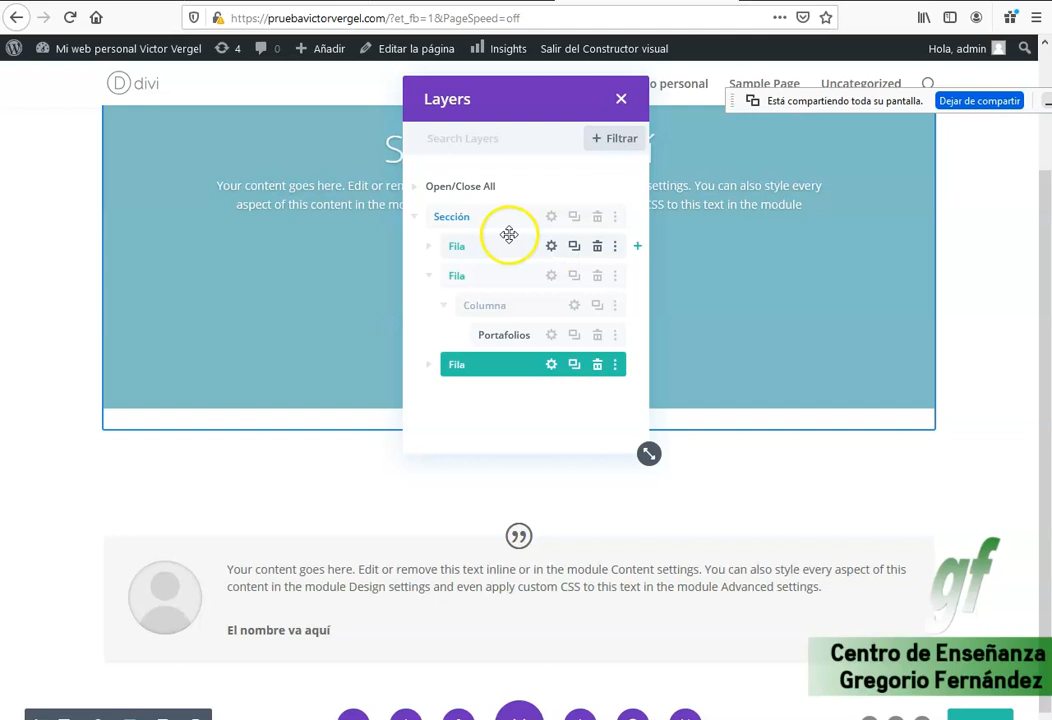 https://pruebavictorvergel.com/?et_fb=1&PageSpeed=off
Mi web personal Victor Vergel
4
0
Añadir
Editar la página
Insights
Salir del Constructor visual
Hola, admin
D divi
o personal
Sample Page
Uncategorized
Está compartiendo toda su pantalla.
Dejar de compartir
Layers
Search Layers
+ Filtrar
S
Y
Your content goes here. Edit or
settings. You can also style every
aspect of this content in the
CSS to this text in the module
Open/Close All
Sección
Fila
Fila
Columna
Portafolios
Fila
Your content goes here. Edit or remove this text inline or in the module Content settings. You can also style every aspect of this
content in the module Design settings and even apply custom CSS to this text in the module Advanced settings.
El nombre va aquí
gf
Centro de Enseñanza
Gregorio Fernández